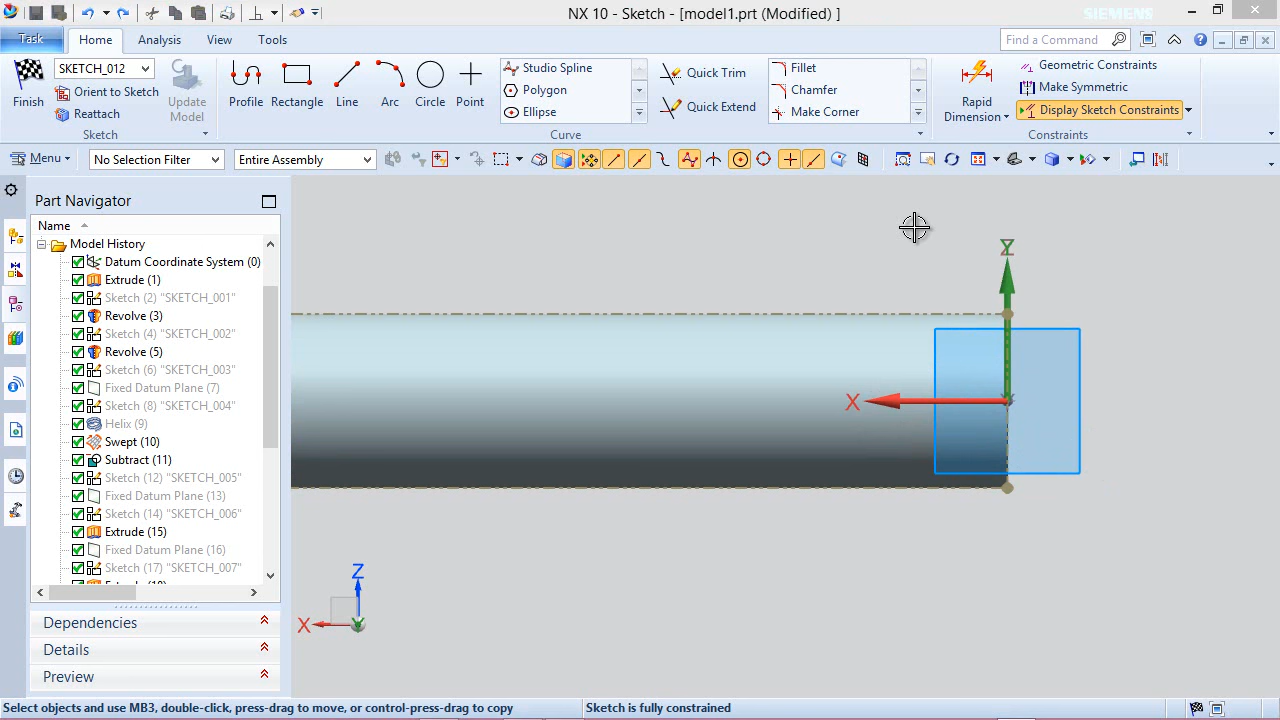 NX 10 - Sketch - [model1.prt (Modified) ]
SIEMENS
Task Home Analysis View Tools
Find a Command
Finish
SKETCH_012
Orient to Sketch
Reattach
Update Model
Sketch
Profile Rectangle Line Arc Circle Point
Studio Spline
Polygon
Ellipse
Quick Trim
Quick Extend
Fillet
Chamfer
Make Corner
Curve
Rapid Dimension
Geometric Constraints
Make Symmetric
Display Sketch Constraints
Constraints
Menu
No Selection Filter
Entire Assembly
Part Navigator
Name
Model History
Datum Coordinate System (0)
Extrude (1)
Sketch (2) "SKETCH_001"
Revolve (3)
Sketch (4) "SKETCH_002"
Revolve (5)
Sketch (6) "SKETCH_003"
Fixed Datum Plane (7)
Sketch (8) "SKETCH_004"
Helix (9)
Swept (10)
Subtract (11)
Sketch (12) "SKETCH_005"
Fixed Datum Plane (13)
Sketch (14) "SKETCH_006"
Extrude (15)
Fixed Datum Plane (16)
Sketch (17) "SKETCH_007"
Dependencies
Details
Preview
Y
X
Z
X
Y
Select objects and use MB3, double-click, press-drag to move, or control-press-drag to copy
Sketch is fully constrained